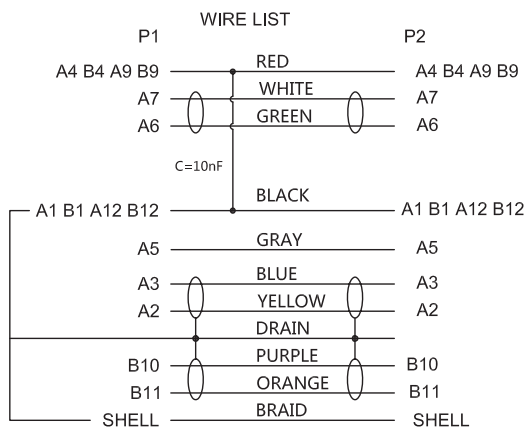 WIRE LIST
P1 P2
A4 B4 A9 B9 RED A4 B4 A9 B9
A7 WHITE A7
A6 GREEN A6
C=10nF
A1 B1 A12 B12 BLACK A1 B1 A12 B12
A5 GRAY A5
A3 BLUE A3
A2 YELLOW A2
DRAIN
B10 PURPLE B10
B11 ORANGE B11
SHELL BRAID SHELL